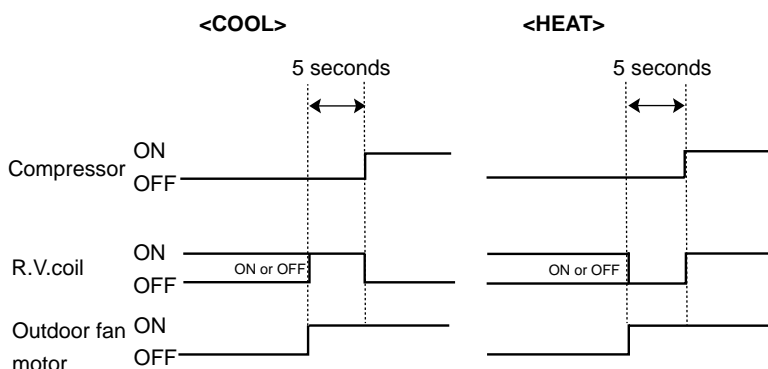 <COOL> <HEAT>
5 seconds 5 seconds
ON
Compressor
OFF
ON
R.V.coil ON or OFF ON or OFF
OFF
Outdoor fan ON
motor OFF